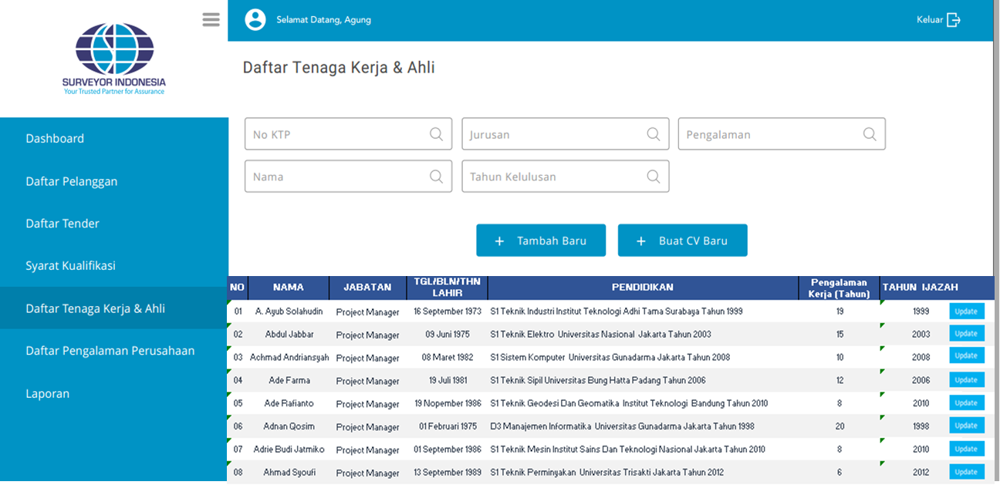 Selamat Datang, Agung
Keluar
SURVEYOR INDONESIA
Your Trusted Partner for Assurance
Dashboard
Daftar Pelanggan
Daftar Tender
Syarat Kualifikasi
Daftar Tenaga Kerja & Ahli
Daftar Pengalaman Perusahaan
Laporan
Daftar Tenaga Kerja & Ahli
No KTP Jurusan Pengalaman
Nama Tahun Kelulusan
+ Tambah Baru + Buat CV Baru
NO NAMA JABATAN TGL/BLN/THN LAHIR PENDIDIKAN Pengalaman Kerja (Tahun) TAHUN IJAZAH
01 A. Ayub Solahudin Project Manager 16 September 1973 S1 Teknik Industri Institut Teknologi Adhi Tama Surabaya Tahun 1999 19 1999 Update
02 Abdul Jabbar Project Manager 09 Juni 1975 S1 Teknik Elektro Universitas Nasional Jakarta Tahun 2003 15 2003 Update
03 Achmad Andriansyah Project Manager 08 Maret 1982 S1 Sistem Komputer Universitas Gunadarma Jakarta Tahun 2008 10 2008 Update
04 Ade Farma Project Manager 19 Juli 1981 S1 Teknik Sipil Universitas Bung Hatta Padang Tahun 2006 12 2006 Update
05 Ade Rafianto Project Manager 19 Nopember 1986 S1 Teknik Geodesi Dan Geomatika Institut Teknologi Bandung Tahun 2010 8 2010 Update
06 Adnan Qosim Project Manager 01 Februari 1975 D3 Manajemen Informatika Universitas Gunadarma Jakarta Tahun 1998 20 1998 Update
07 Adrie Budi Jatmiko Project Manager 01 September 1986 S1 Teknik Mesin Institut Sains Dan Teknologi Nasional Jakarta Tahun 2010 8 2010 Update
08 Ahmad Syoufi Project Manager 13 September 1989 S1 Teknik Perminyakan Universitas Trisakti Jakarta Tahun 2012 6 2012 Update